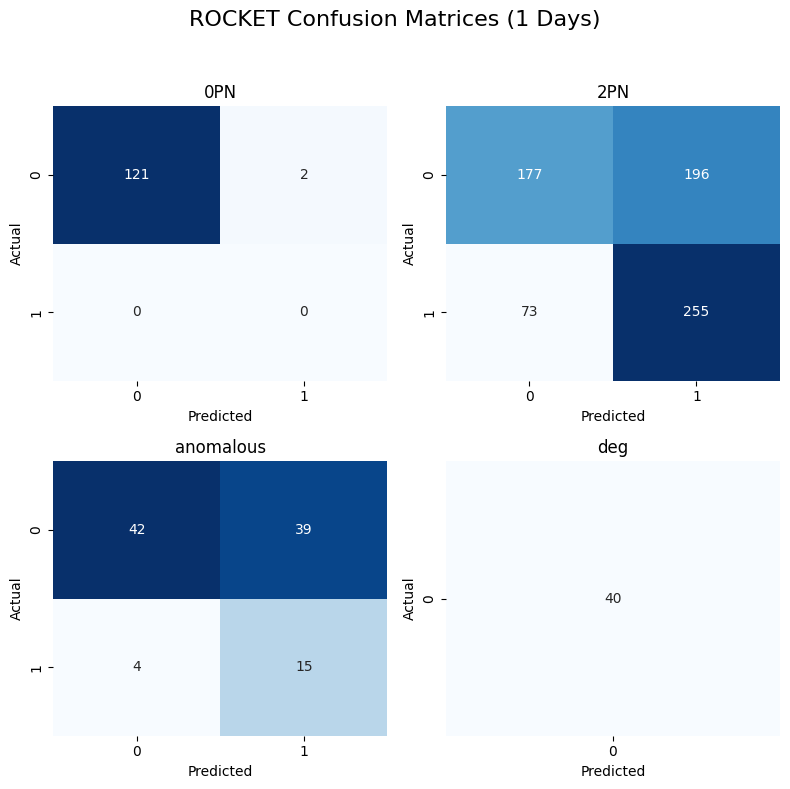 ROCKET Confusion Matrices (1 Days)
0PN
2PN
0
121
2
0
177
196
Actual
Actual
1
0
0
1
73
255
0
1
0
1
Predicted
Predicted
anomalous
deg
0
42
39
Actual
Actual
0
40
1
4
15
0
1
0
Predicted
Predicted